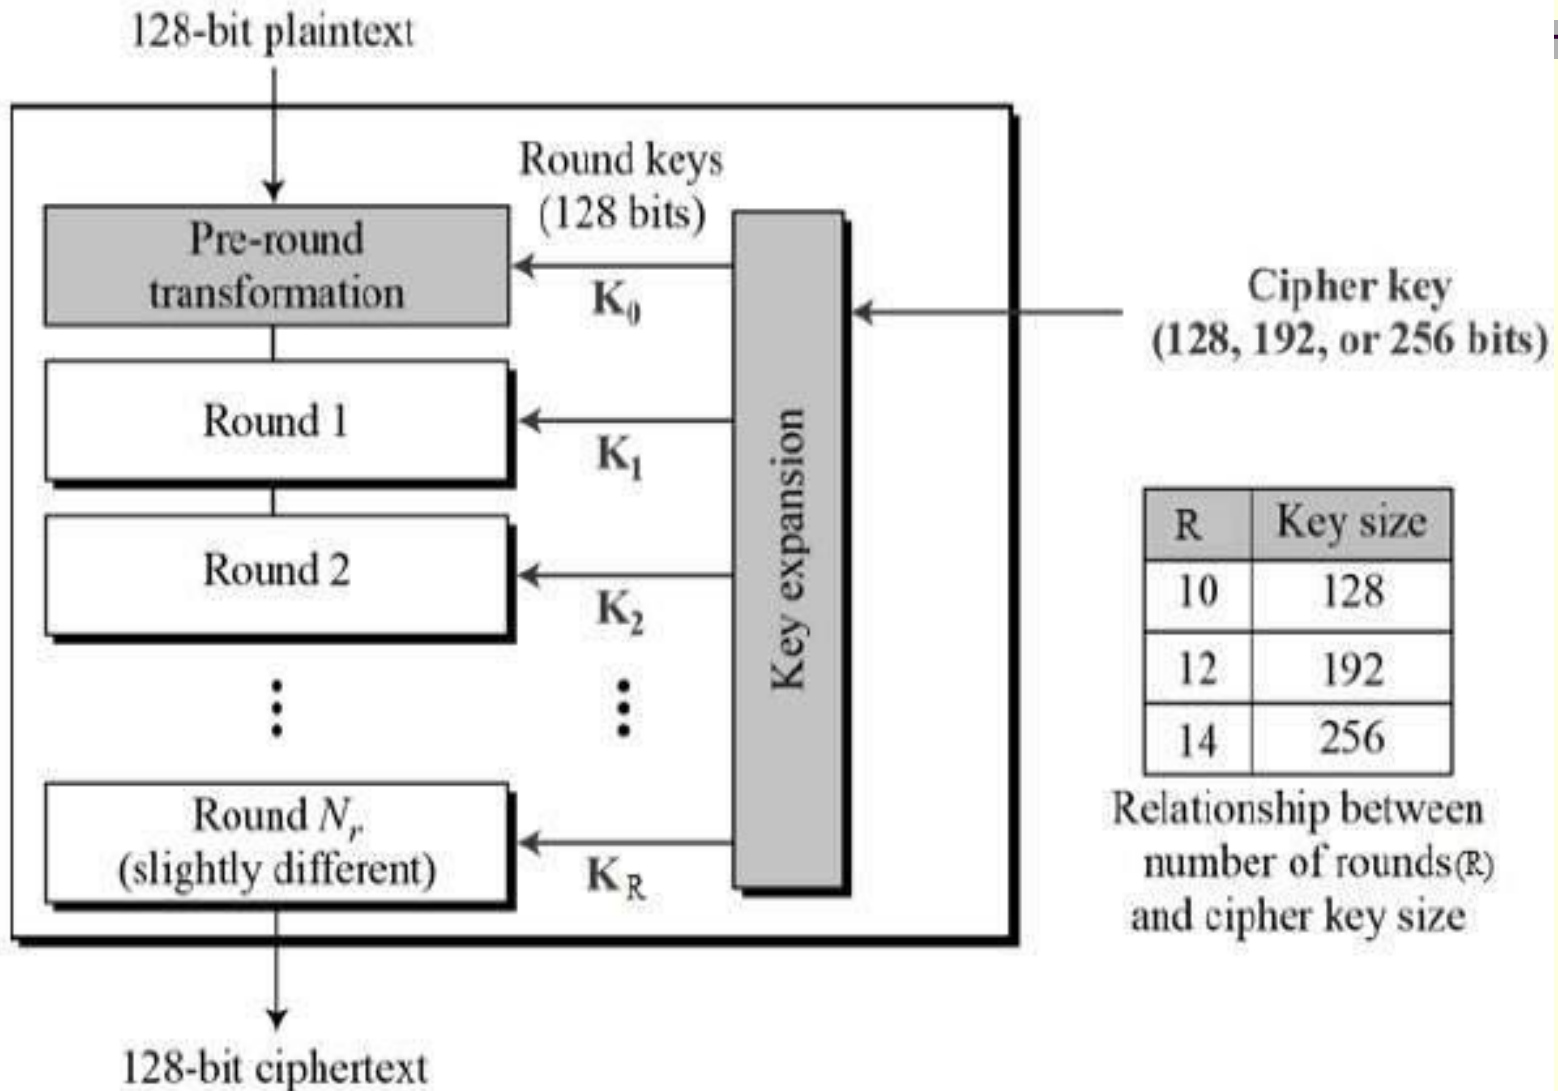 128-bit plaintext
Round keys
(128 bits)
Pre-round
transformation
K0
Cipher key
(128, 192, or 256 bits)
Round 1
K1
Key expansion
Round 2
K2
Round Nr
(slightly different)
KR
128-bit ciphertext
R Key size
10 128
12 192
14 256
Relationship between
number of rounds(R)
and cipher key size